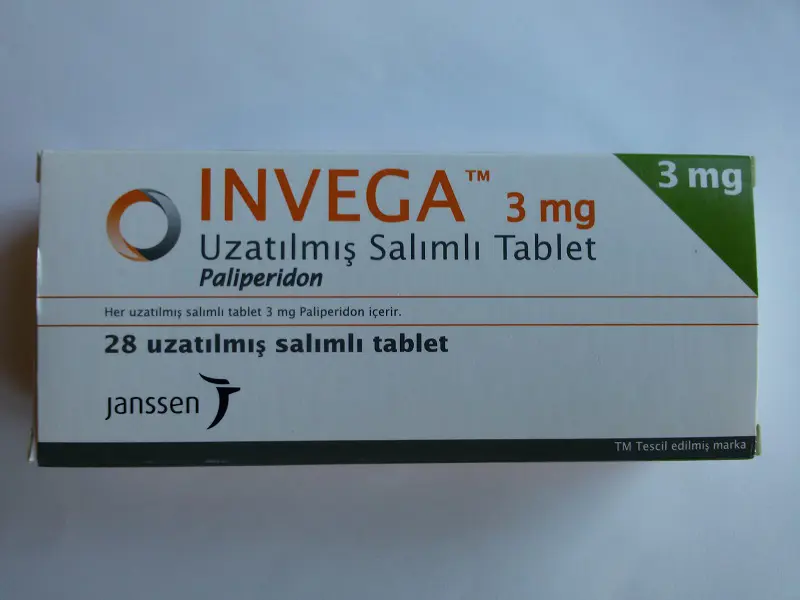 INVEGA™ 3 mg
3 mg
Uzatılmış Salımlı Tablet
Paliperidon
Her uzatılmış salımlı tablet 3 mg Paliperidon içerir.
28 uzatılmış salımlı tablet
janssen
TM Tescil edilmiş marka